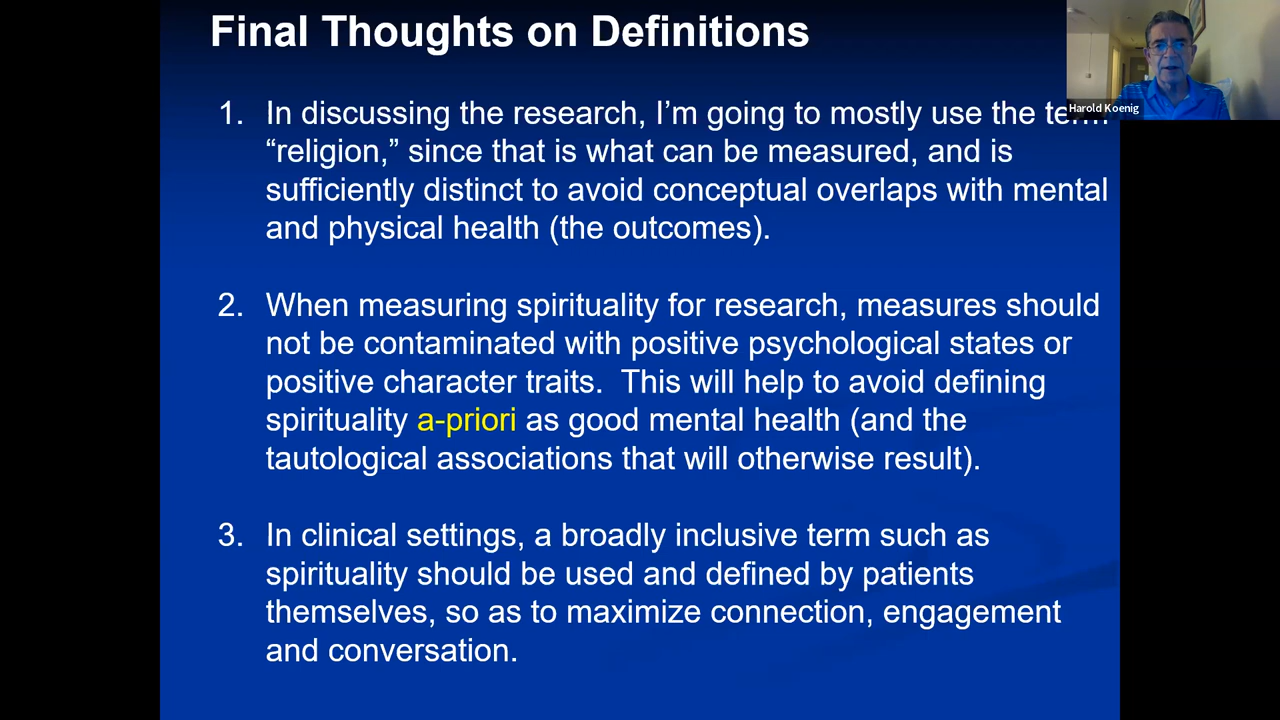 Final Thoughts on Definitions
Harold Koenig
1. In discussing the research, I'm going to mostly use the term
“religion,” since that is what can be measured, and is
sufficiently distinct to avoid conceptual overlaps with mental
and physical health (the outcomes).
2. When measuring spirituality for research, measures should
not be contaminated with positive psychological states or
positive character traits.  This will help to avoid defining
spirituality a-priori as good mental health (and the
tautological associations that will otherwise result).
3. In clinical settings, a broadly inclusive term such as
spirituality should be used and defined by patients
themselves, so as to maximize connection, engagement
and conversation.